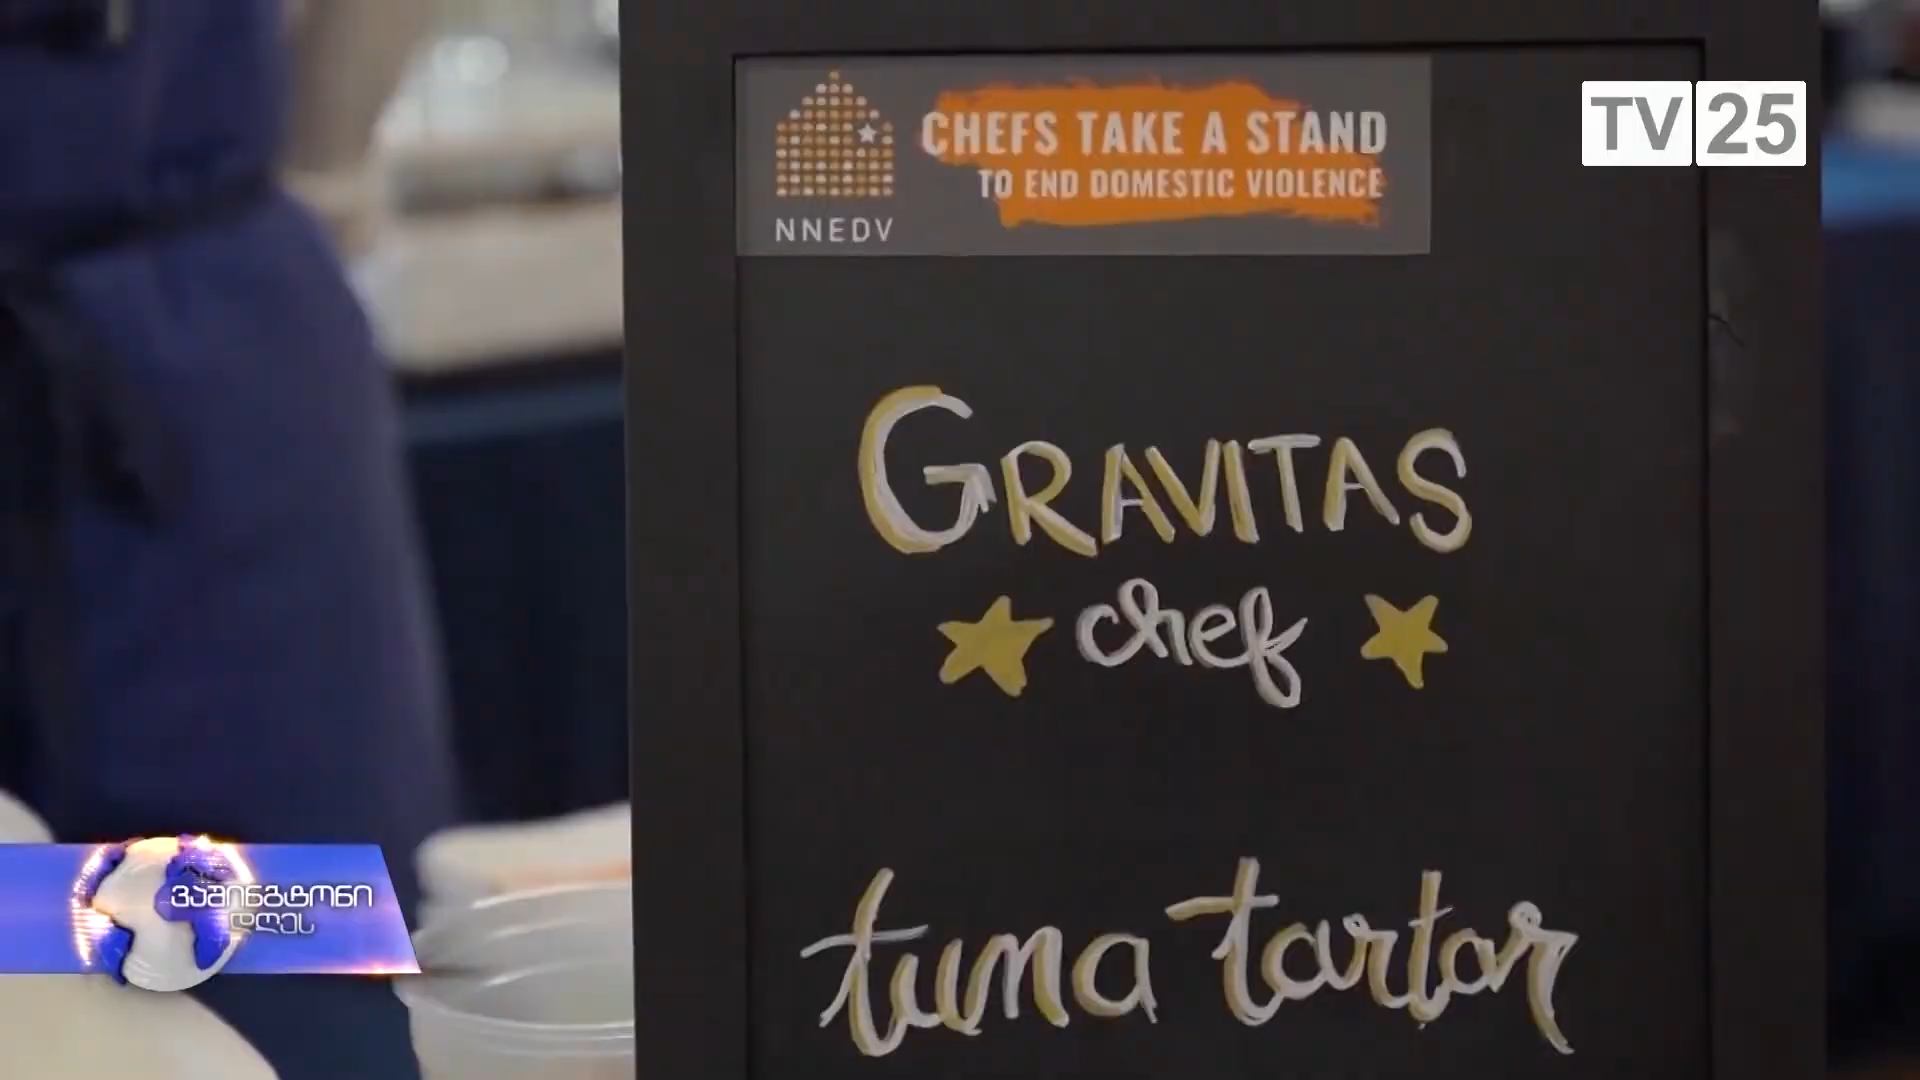 CHEFS TAKE A STAND
TO END DOMESTIC VIOLENCE
NNEDV
TV 25
GRAVITAS
chef
tuna tartar
ვაშინგტონი
დღეს